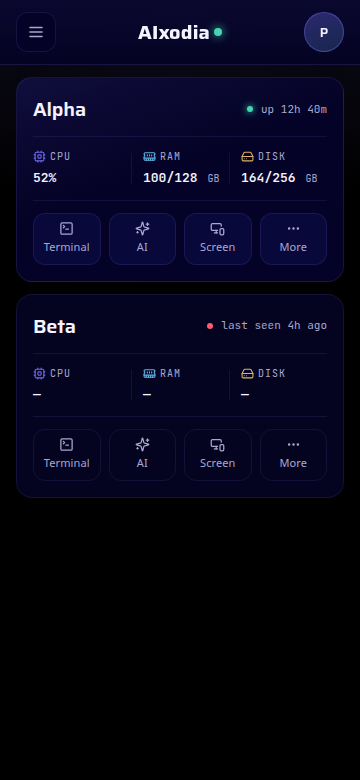 AIxodia
P
Alpha
up 12h 40m
CPU
RAM
DISK
52%
100/128 GB
164/256 GB
Terminal
AI
Screen
More
Beta
last seen 4h ago
CPU
RAM
DISK
—
—
—
Terminal
AI
Screen
More